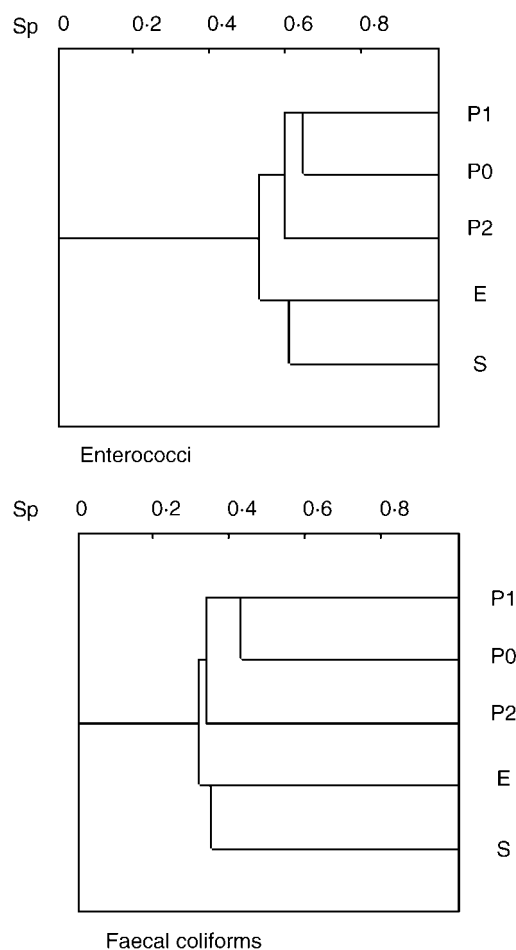 Sp 0 0·2 0·4 0·6 0·8
P1
P0
P2
E
S
Enterococci
Sp 0 0·2 0·4 0·6 0·8
P1
P0
P2
E
S
Faecal coliforms